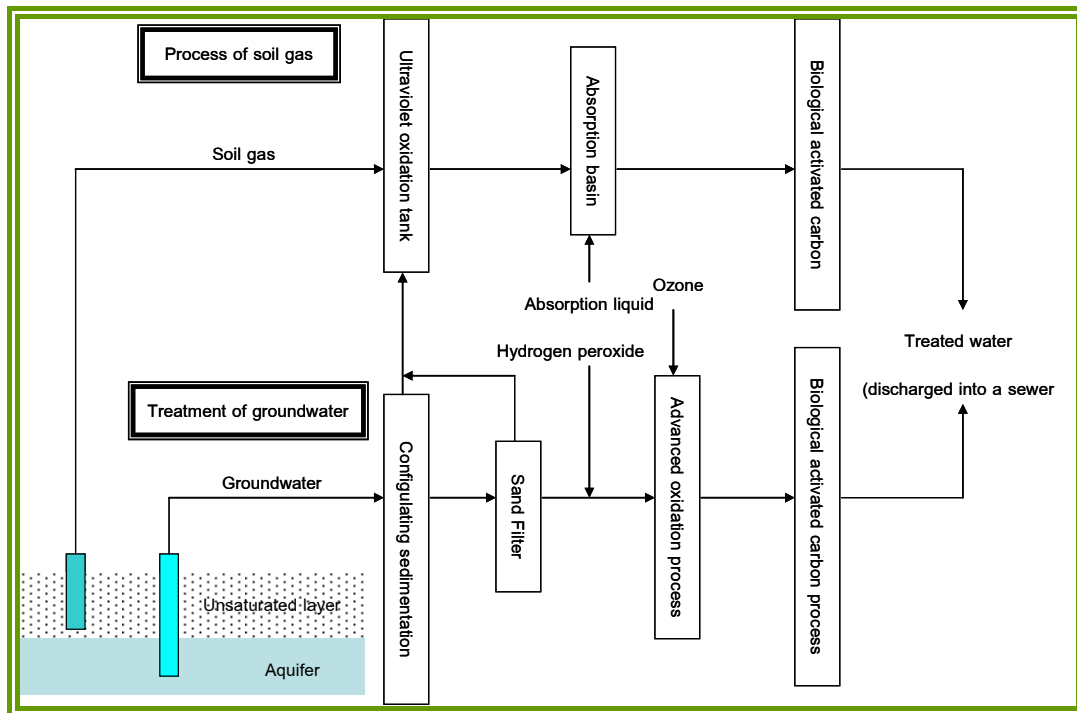 Process of soil gas
Soil gas
Ultraviolet oxidation tank
Absorption basin
Biological activated carbon
Absorption liquid
Ozone
Hydrogen peroxide
Treated water
(discharged into a sewer
Treatment of groundwater
Groundwater
Configulating sedimentation
Sand Filter
Advanced oxidation process
Biological activated carbon process
Unsaturated layer
Aquifer